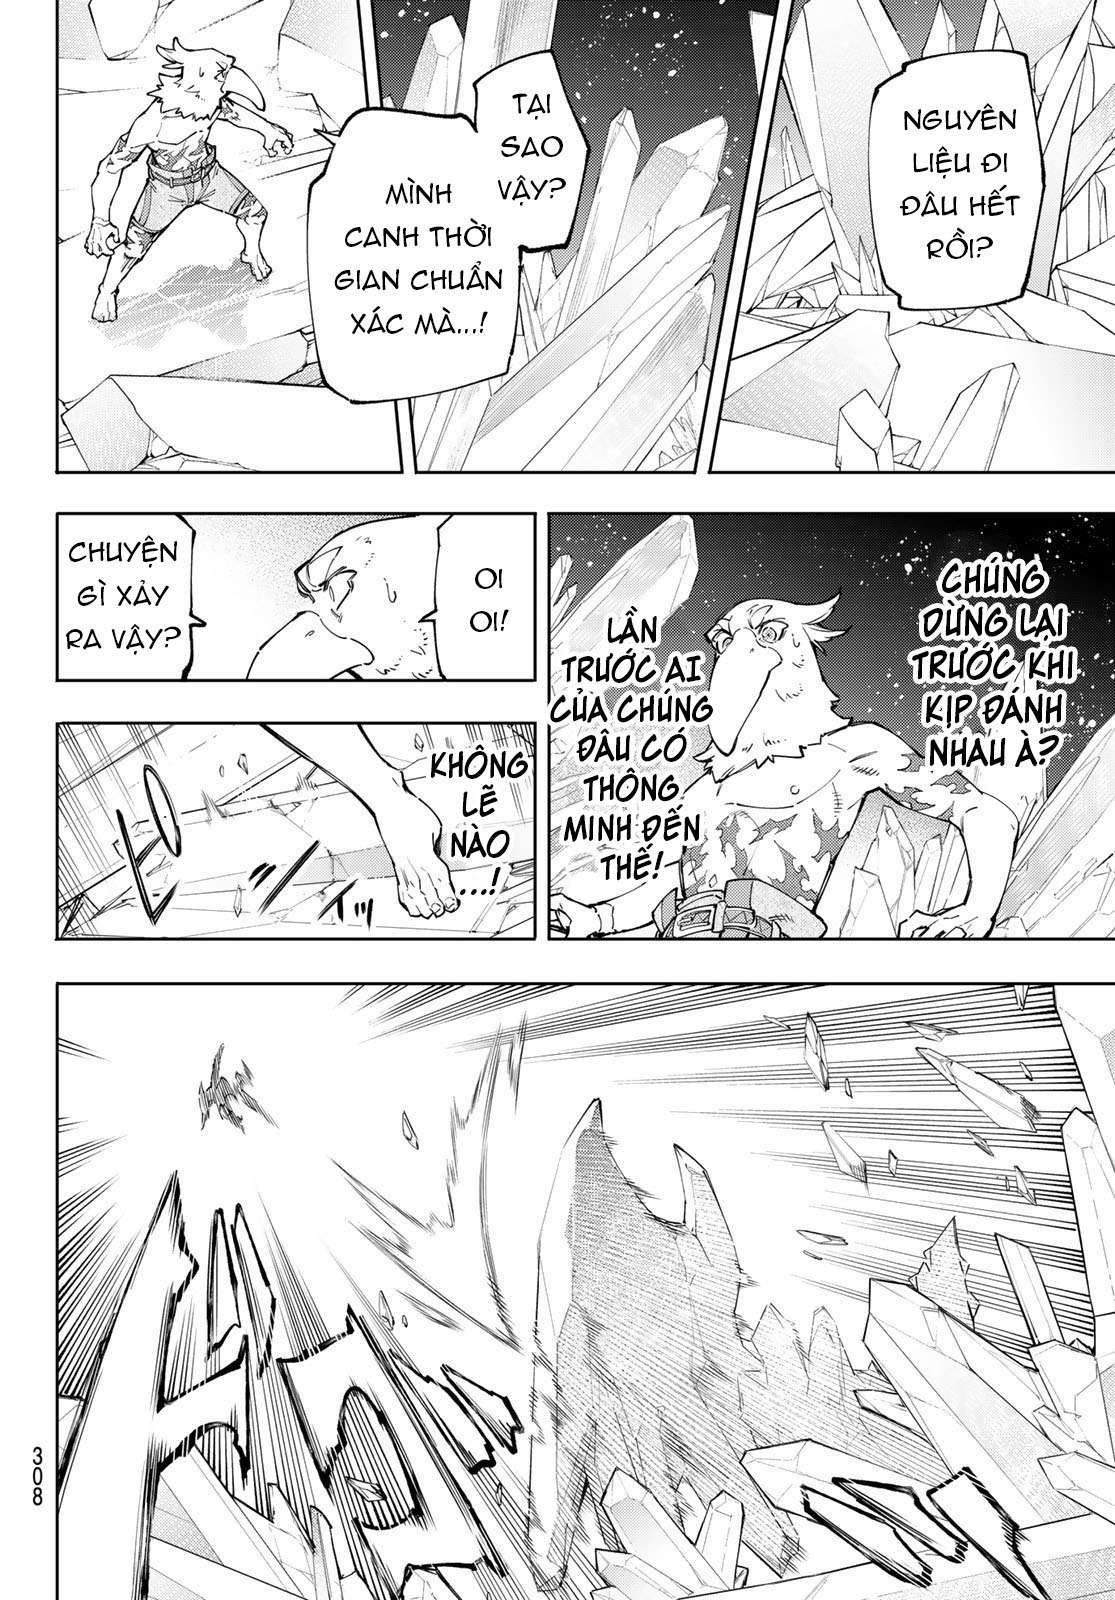 NGUYÊN
LIỆU ĐI
ĐÂU HẾT
RỒI?
TẠI
SAO
VẬY?
MÌNH
CANH THỜI
GIAN CHUẨN
XÁC MÀ...!
CHÚNG
DỪNG LẠI
TRƯỚC KHI
KỊP ĐÁNH
NHAU À?
LẦN
TRƯỚC AI
CỦA CHÚNG
ĐÂU CÓ
THÔNG
MINH ĐẾN
THẾ!
OI
OI!
CHUYỆN
GÌ XẢY
RA VẬY?
KHÔNG
LẼ
NÀO
....!
308